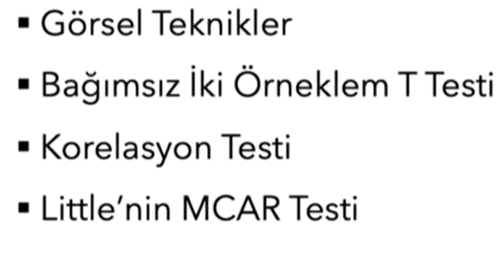 ▪ Görsel Teknikler
▪ Bağımsız İki Örneklem T Testi
▪ Korelasyon Testi
▪ Little’nin MCAR Testi